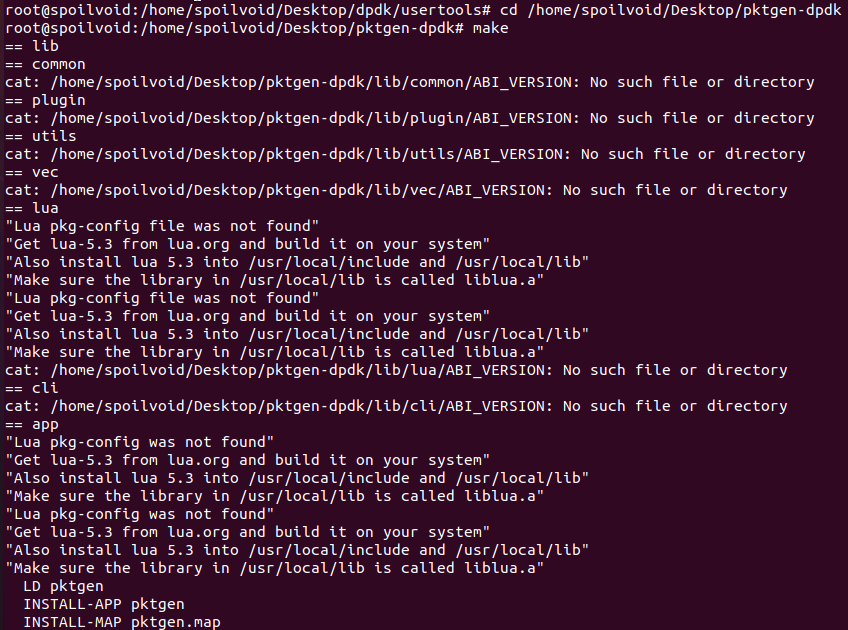 root@spoilvoid:/home/spoilvoid/Desktop/dpdk/usertools# cd /home/spoilvoid/Desktop/pktgen-dpdk
root@spoilvoid:/home/spoilvoid/Desktop/pktgen-dpdk# make
== lib
== common
cat: /home/spoilvoid/Desktop/pktgen-dpdk/lib/common/ABI_VERSION: No such file or directory
== plugin
cat: /home/spoilvoid/Desktop/pktgen-dpdk/lib/plugin/ABI_VERSION: No such file or directory
== utils
cat: /home/spoilvoid/Desktop/pktgen-dpdk/lib/utils/ABI_VERSION: No such file or directory
== vec
cat: /home/spoilvoid/Desktop/pktgen-dpdk/lib/vec/ABI_VERSION: No such file or directory
== lua
"Lua pkg-config file was not found"
"Get lua-5.3 from lua.org and build it on your system"
"Also install lua 5.3 into /usr/local/include and /usr/local/lib"
"Make sure the library in /usr/local/lib is called liblua.a"
"Lua pkg-config file was not found"
"Get lua-5.3 from lua.org and build it on your system"
"Also install lua 5.3 into /usr/local/include and /usr/local/lib"
"Make sure the library in /usr/local/lib is called liblua.a"
cat: /home/spoilvoid/Desktop/pktgen-dpdk/lib/lua/ABI_VERSION: No such file or directory
== cli
cat: /home/spoilvoid/Desktop/pktgen-dpdk/lib/cli/ABI_VERSION: No such file or directory
== app
"Lua pkg-config was not found"
"Get lua-5.3 from lua.org and build it on your system"
"Also install lua 5.3 into /usr/local/include and /usr/local/lib"
"Make sure the library in /usr/local/lib is called liblua.a"
"Lua pkg-config was not found"
"Get lua-5.3 from lua.org and build it on your system"
"Also install lua 5.3 into /usr/local/include and /usr/local/lib"
"Make sure the library in /usr/local/lib is called liblua.a"
  LD pktgen
  INSTALL-APP pktgen
  INSTALL-MAP pktgen.map